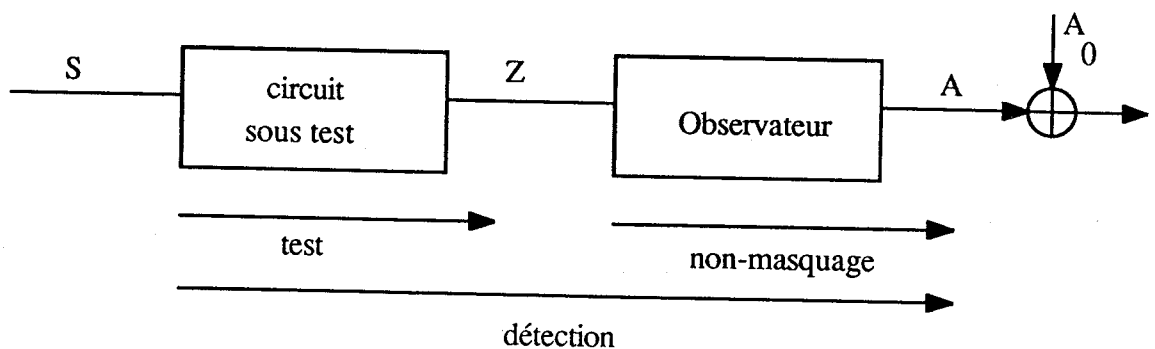 S
circuit
sous test
Z
Observateur
A
A
0
test
non-masquage
détection